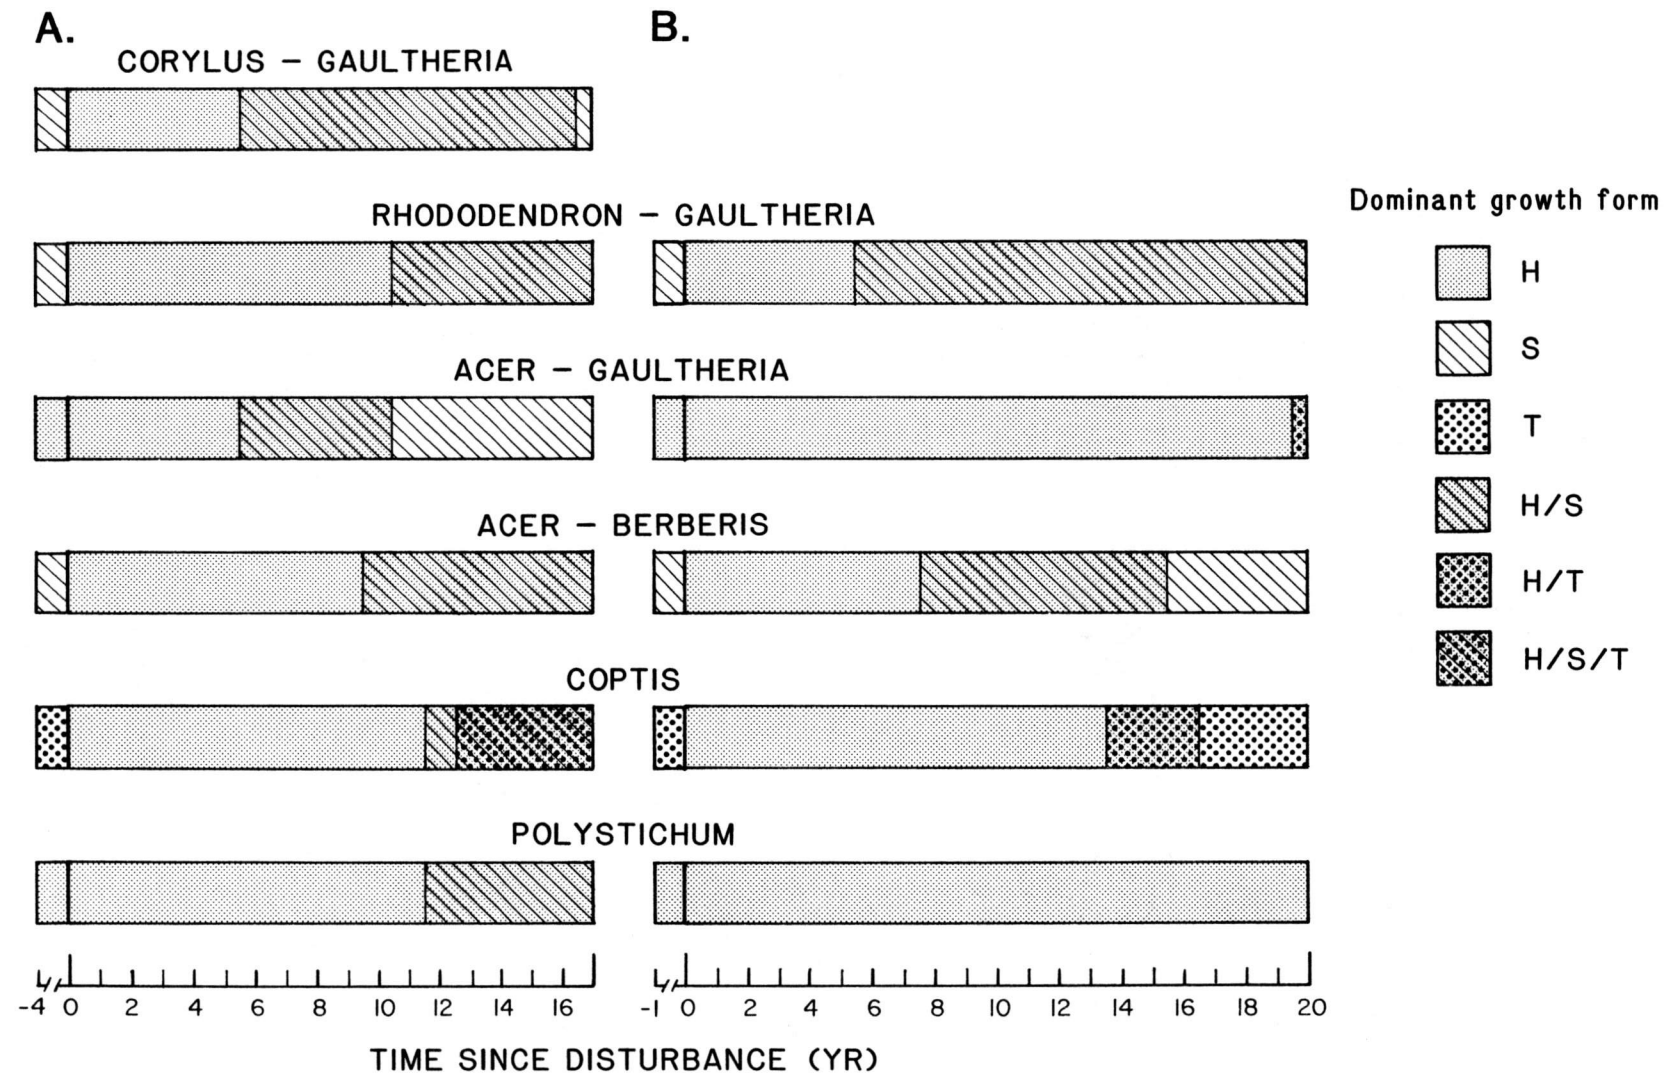 A.
B.
CORYLUS – GAULTHERIA
RHODODENDRON – GAULTHERIA
ACER – GAULTHERIA
ACER – BERBERIS
COPTIS
POLYSTICHUM
-4 0 2 4 6 8 10 12 14 16
-1 0 2 4 6 8 10 12 14 16 18 20
TIME SINCE DISTURBANCE (YR)
Dominant growth form
H
S
T
H/S
H/T
H/S/T